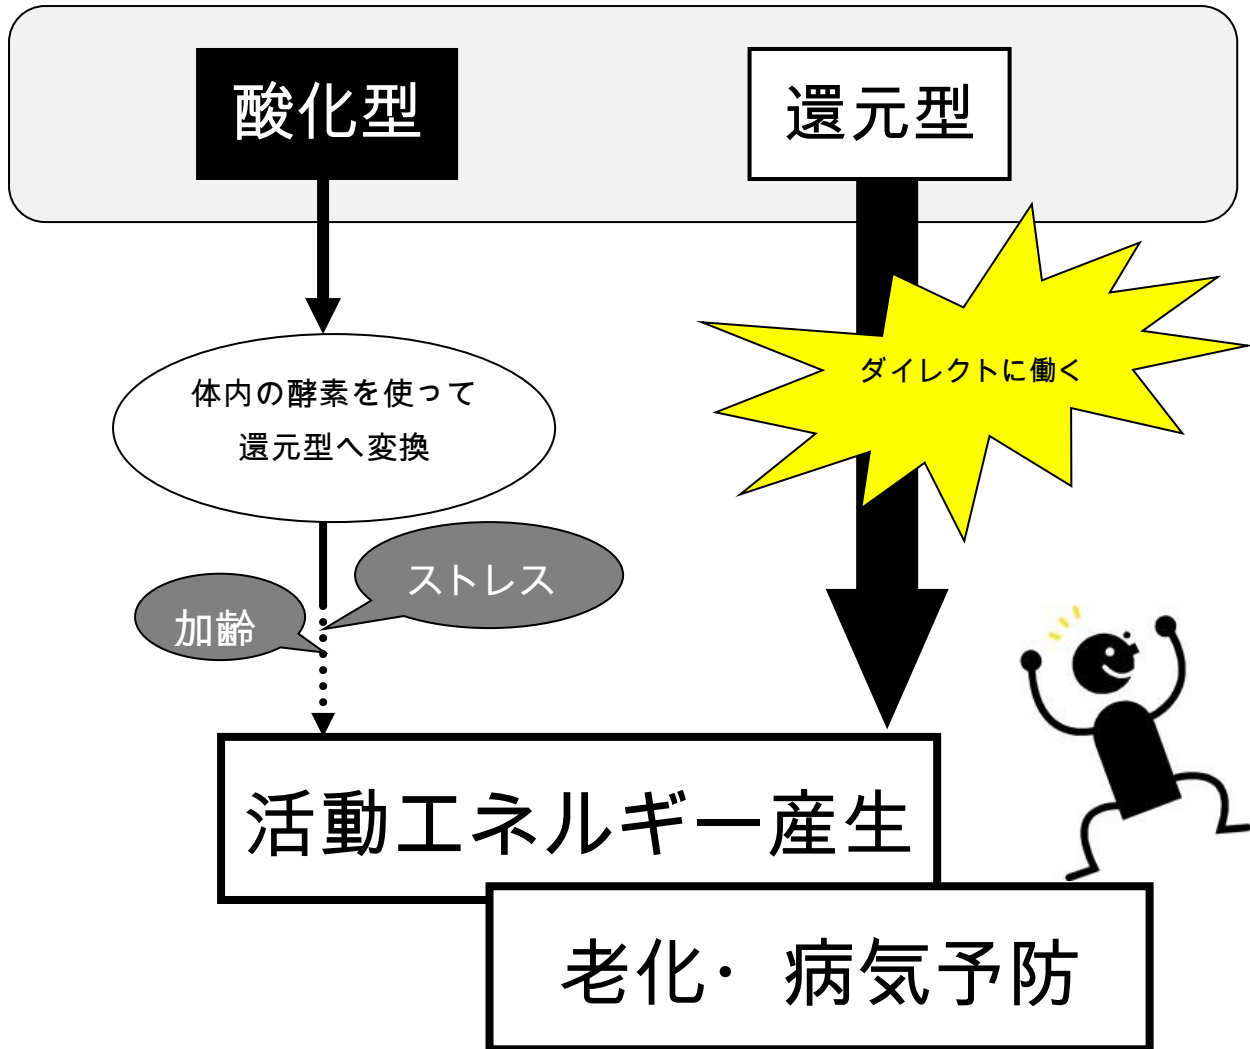 酸化型
還元型
ダイレクトに働く
体内の酵素を使って
還元型へ変換
ストレス
加齢
活動エネルギー産生
老化・病気予防